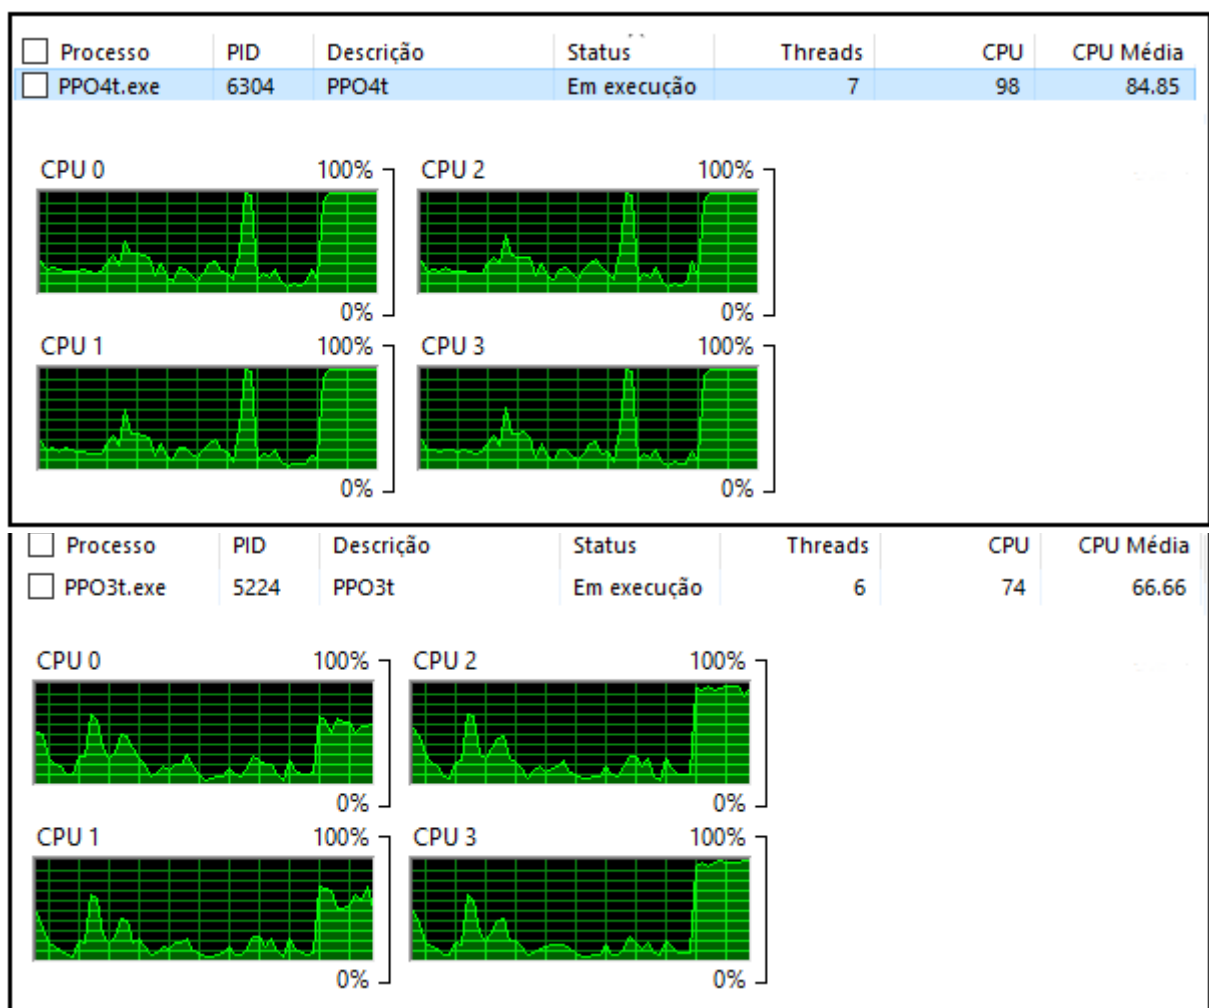 Processo PID Descrição Status Threads CPU CPU Média
PPO4t.exe 6304 PPO4t Em execução 7 98 84.85
CPU 0 100% CPU 2 100%
0% 0%
CPU 1 100% CPU 3 100%
0% 0%
Processo PID Descrição Status Threads CPU CPU Média
PPO3t.exe 5224 PPO3t Em execução 6 74 66.66
CPU 0 100% CPU 2 100%
0% 0%
CPU 1 100% CPU 3 100%
0% 0%